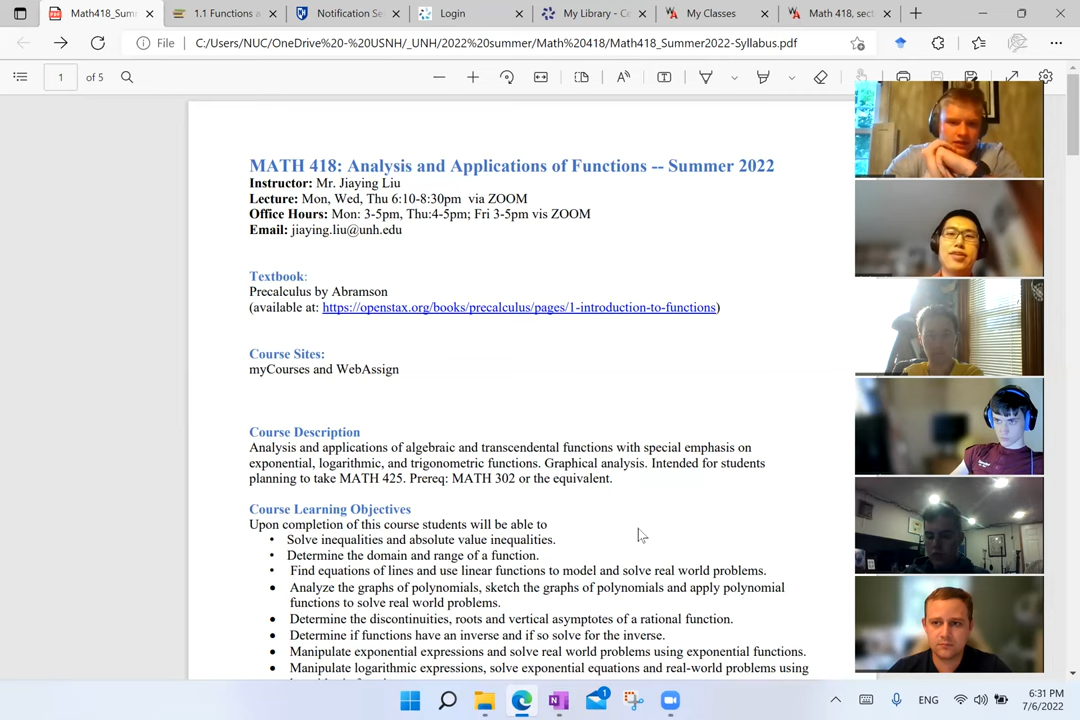 Math418_Sumn
1.1 Functions a
Notification Se
Login
My Library - Ce
My Classes
Math 418, sect
File
C:/Users/NUC/OneDrive%20-%20USNH/_UNH/2022%20summer/Math%20418/Math418_Summer2022-Syllabus.pdf
1 of 5
MATH 418: Analysis and Applications of Functions -- Summer 2022
Instructor: Mr. Jiaying Liu
Lecture: Mon, Wed, Thu 6:10-8:30pm via ZOOM
Office Hours: Mon: 3-5pm, Thu:4-5pm; Fri 3-5pm vis ZOOM
Email: jiaying.liu@unh.edu
Textbook:
Precalculus by Abramson
(available at: https://openstax.org/books/precalculus/pages/1-introduction-to-functions)
Course Sites:
myCourses and WebAssign
Course Description
Analysis and applications of algebraic and transcendental functions with special emphasis on
exponential, logarithmic, and trigonometric functions. Graphical analysis. Intended for students
planning to take MATH 425. Prereq: MATH 302 or the equivalent.
Course Learning Objectives
Upon completion of this course students will be able to
• Solve inequalities and absolute value inequalities.
• Determine the domain and range of a function.
• Find equations of lines and use linear functions to model and solve real world problems.
• Analyze the graphs of polynomials, sketch the graphs of polynomials and apply polynomial
functions to solve real world problems.
• Determine the discontinuities, roots and vertical asymptotes of a rational function.
• Determine if functions have an inverse and if so solve for the inverse.
• Manipulate exponential expressions and solve real world problems using exponential functions.
• Manipulate logarithmic expressions, solve exponential equations and real-world problems using
ENG
6:31 PM
7/6/2022